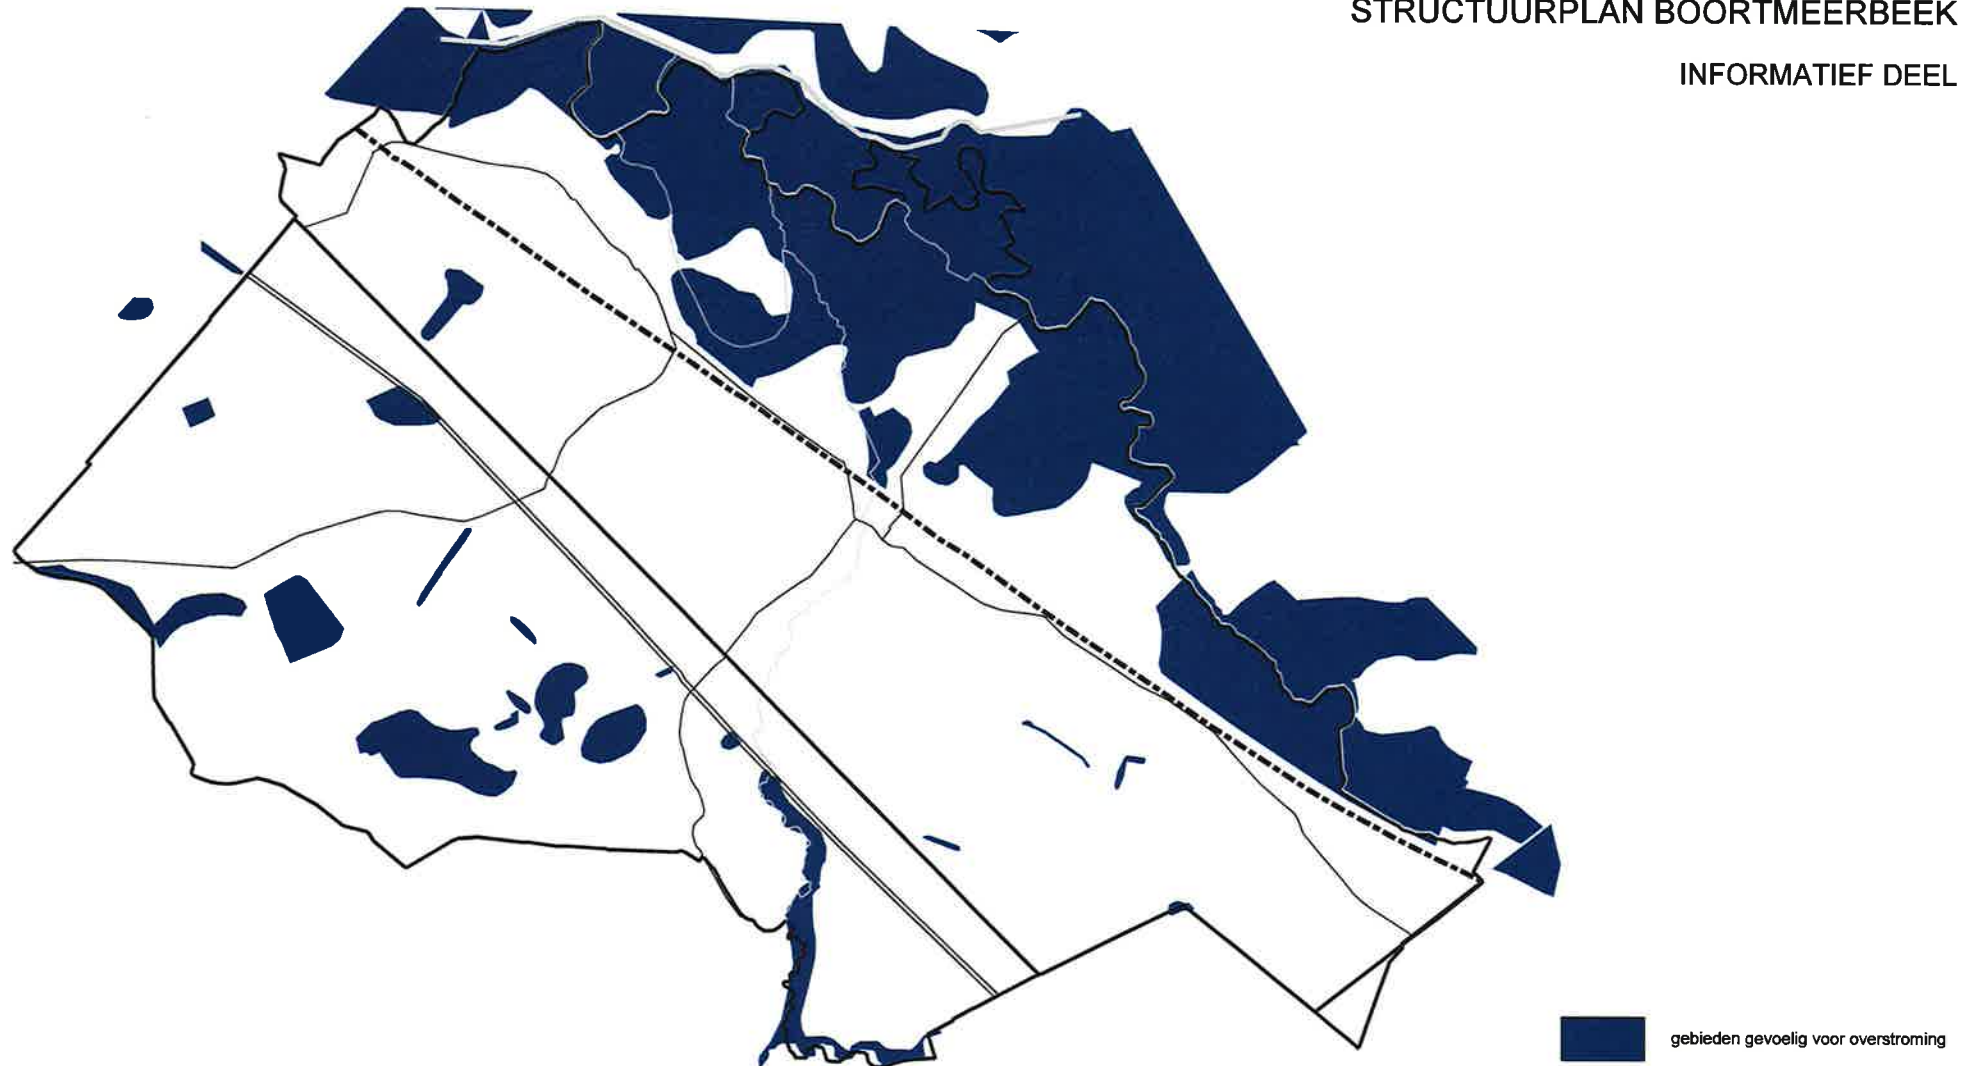 STRUCTUURPLAN BOORTMEERBEEK
INFORMATIEF DEEL
gebieden gevoelig voor overstroming